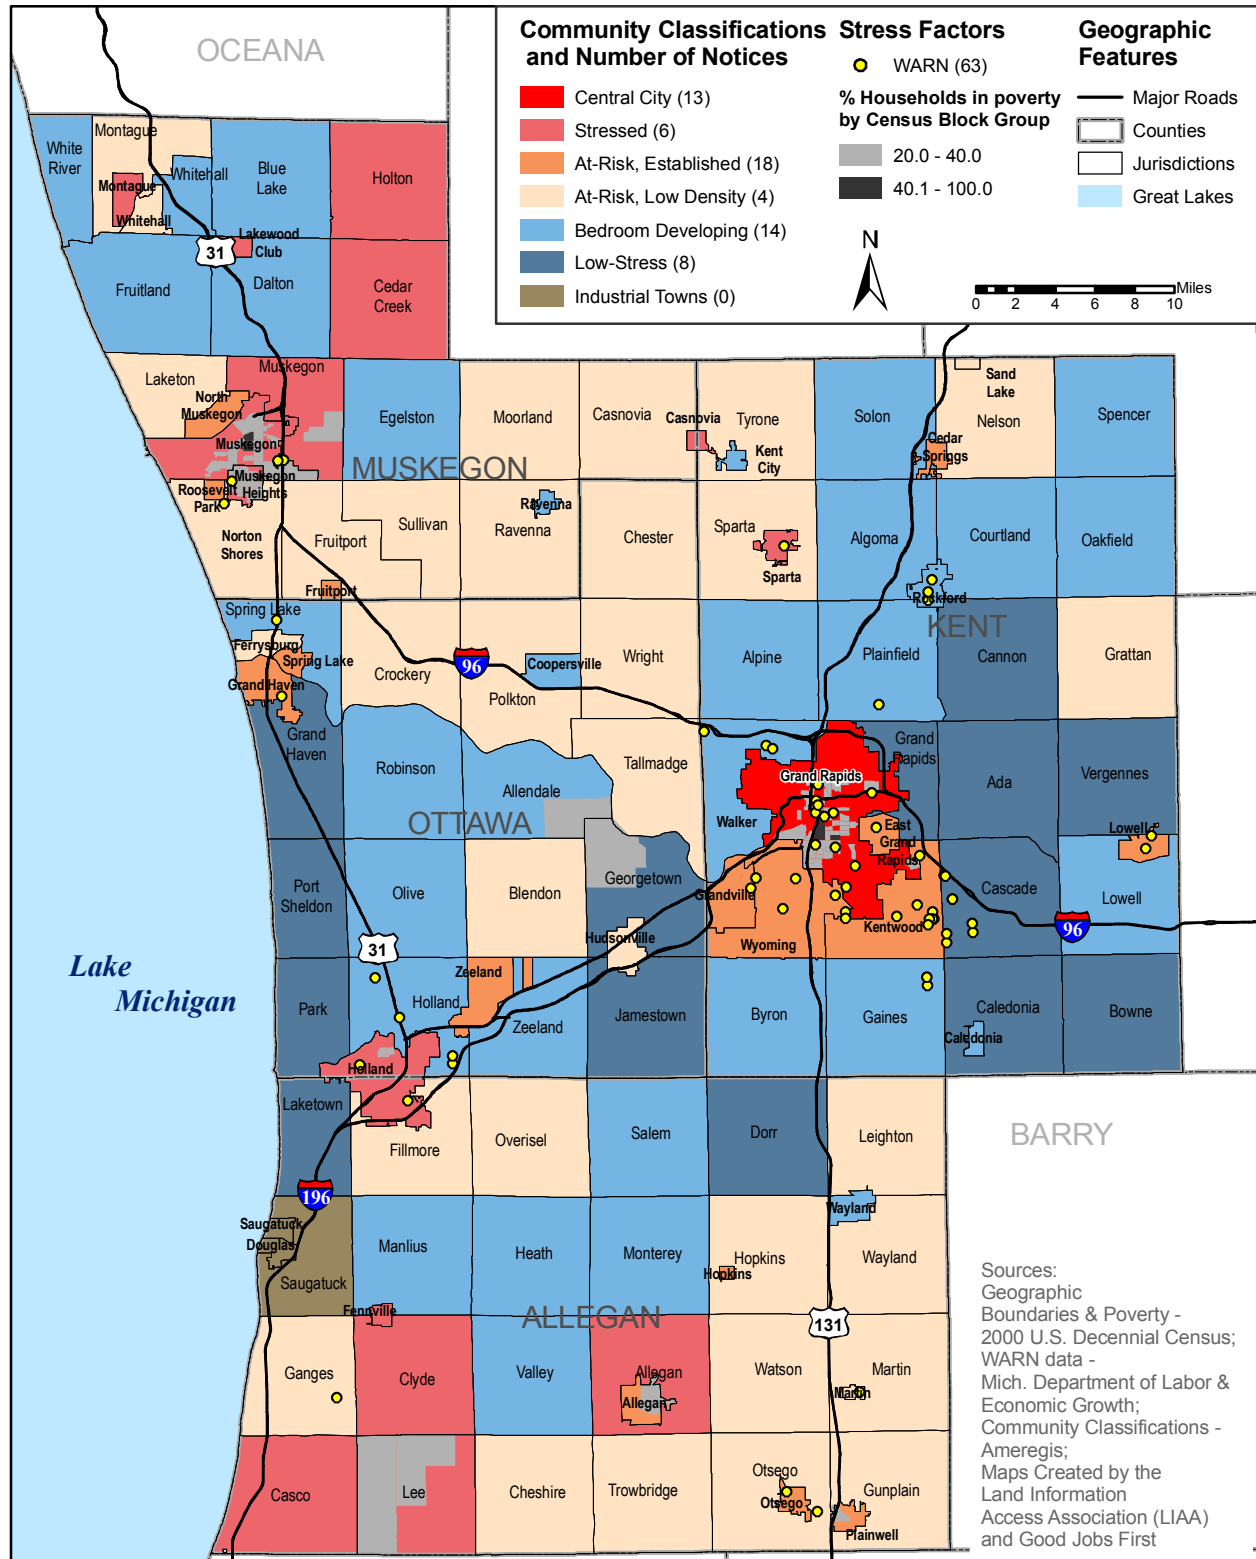 OCEANA
Community Classifications
and Number of Notices
Central City (13)
Stressed (6)
At-Risk, Established (18)
At-Risk, Low Density (4)
Bedroom Developing (14)
Low-Stress (8)
Industrial Towns (0)
Stress Factors
WARN (63)
% Households in poverty
by Census Block Group
20.0 - 40.0
40.1 - 100.0
Geographic
Features
Major Roads
Counties
Jurisdictions
Great Lakes
N
Miles
0 2 4 6 8 10
Montague
White
River
Whitehall
Blue
Lake
Holton
Montague
Whitehall
Lakewood
Club
31
Fruitland
Dalton
Cedar
Creek
Muskegon
Laketon
North
Muskegon
Muskegon
Muskegon
Heights
Roosevelt
Park
Egelston
Moorland
Casnovia
Casnovia
Tyrone
Kent
City
Solon
Sand
Lake
Nelson
Cedar
Springs
Spencer
MUSKEGON
Norton
Shores
Fruitport
Sullivan
Ravenna
Ravenna
Chester
Sparta
Sparta
Algoma
Courtland
Oakfield
Rockford
Fruitport
KENT
Spring Lake
Ferrysburg
Spring Lake
Grand Haven
Crockery
96
Coopersville
Polkton
Wright
Alpine
Plainfield
Cannon
Grattan
Grand
Haven
Robinson
Allendale
Tallmadge
Grand Rapids
Grand
Rapids
Ada
Vergennes
OTTAWA
Walker
East
Grand
Rapids
Lowell
Port
Sheldon
Olive
Blendon
Georgetown
Grandville
Cascade
Lowell
Hudsonville
Wyoming
Kentwood
96
31
Lake
Michigan
Park
Holland
Zeeland
Zeeland
Jamestown
Byron
Gaines
Caledonia
Caledonia
Bowne
Holland
Laketown
Fillmore
Overisel
Salem
Dorr
Leighton
BARRY
196
Wayland
Saugatuck
Douglas
Saugatuck
Manlius
Heath
Monterey
Hopkins
Hopkins
Wayland
Fennville
ALLEGAN
131
Ganges
Clyde
Valley
Allegan
Allegan
Watson
Martin
Martin
Casco
Lee
Cheshire
Trowbridge
Otsego
Otsego
Gunplain
Plainwell
Sources:
Geographic
Boundaries & Poverty -
2000 U.S. Decennial Census;
WARN data -
Mich. Department of Labor &
Economic Growth;
Community Classifications -
Ameregis;
Maps Created by the
Land Information
Access Association (LIAA)
and Good Jobs First